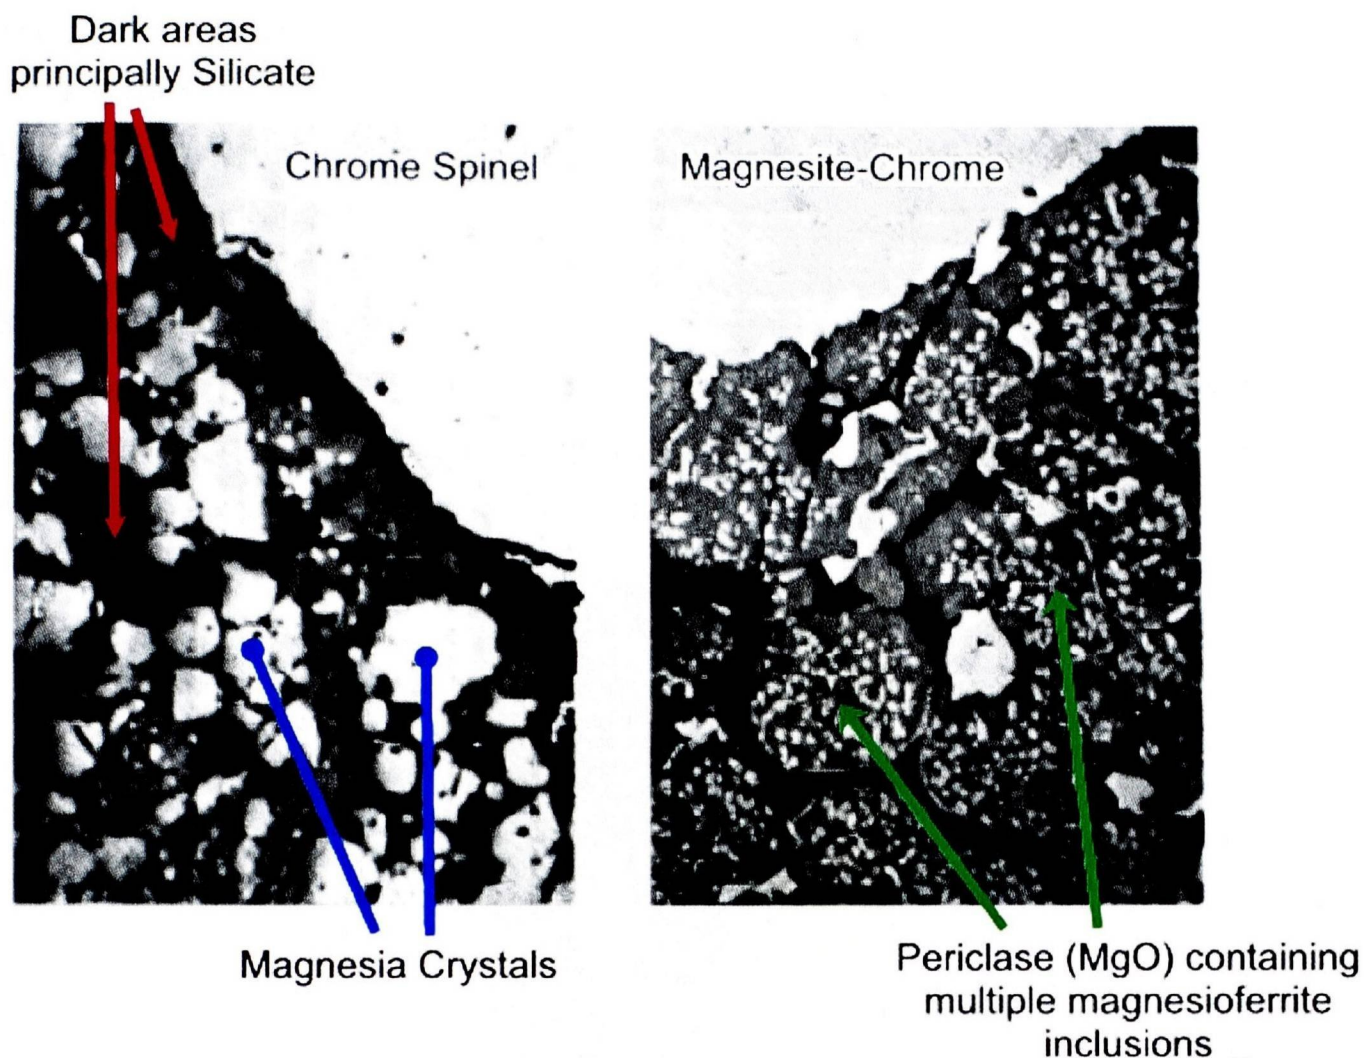 Dark areas
principally Silicate
Chrome Spinel
Magnesite-Chrome
Magnesia Crystals
Periclase (MgO) containing
multiple magnesioferrite
inclusions